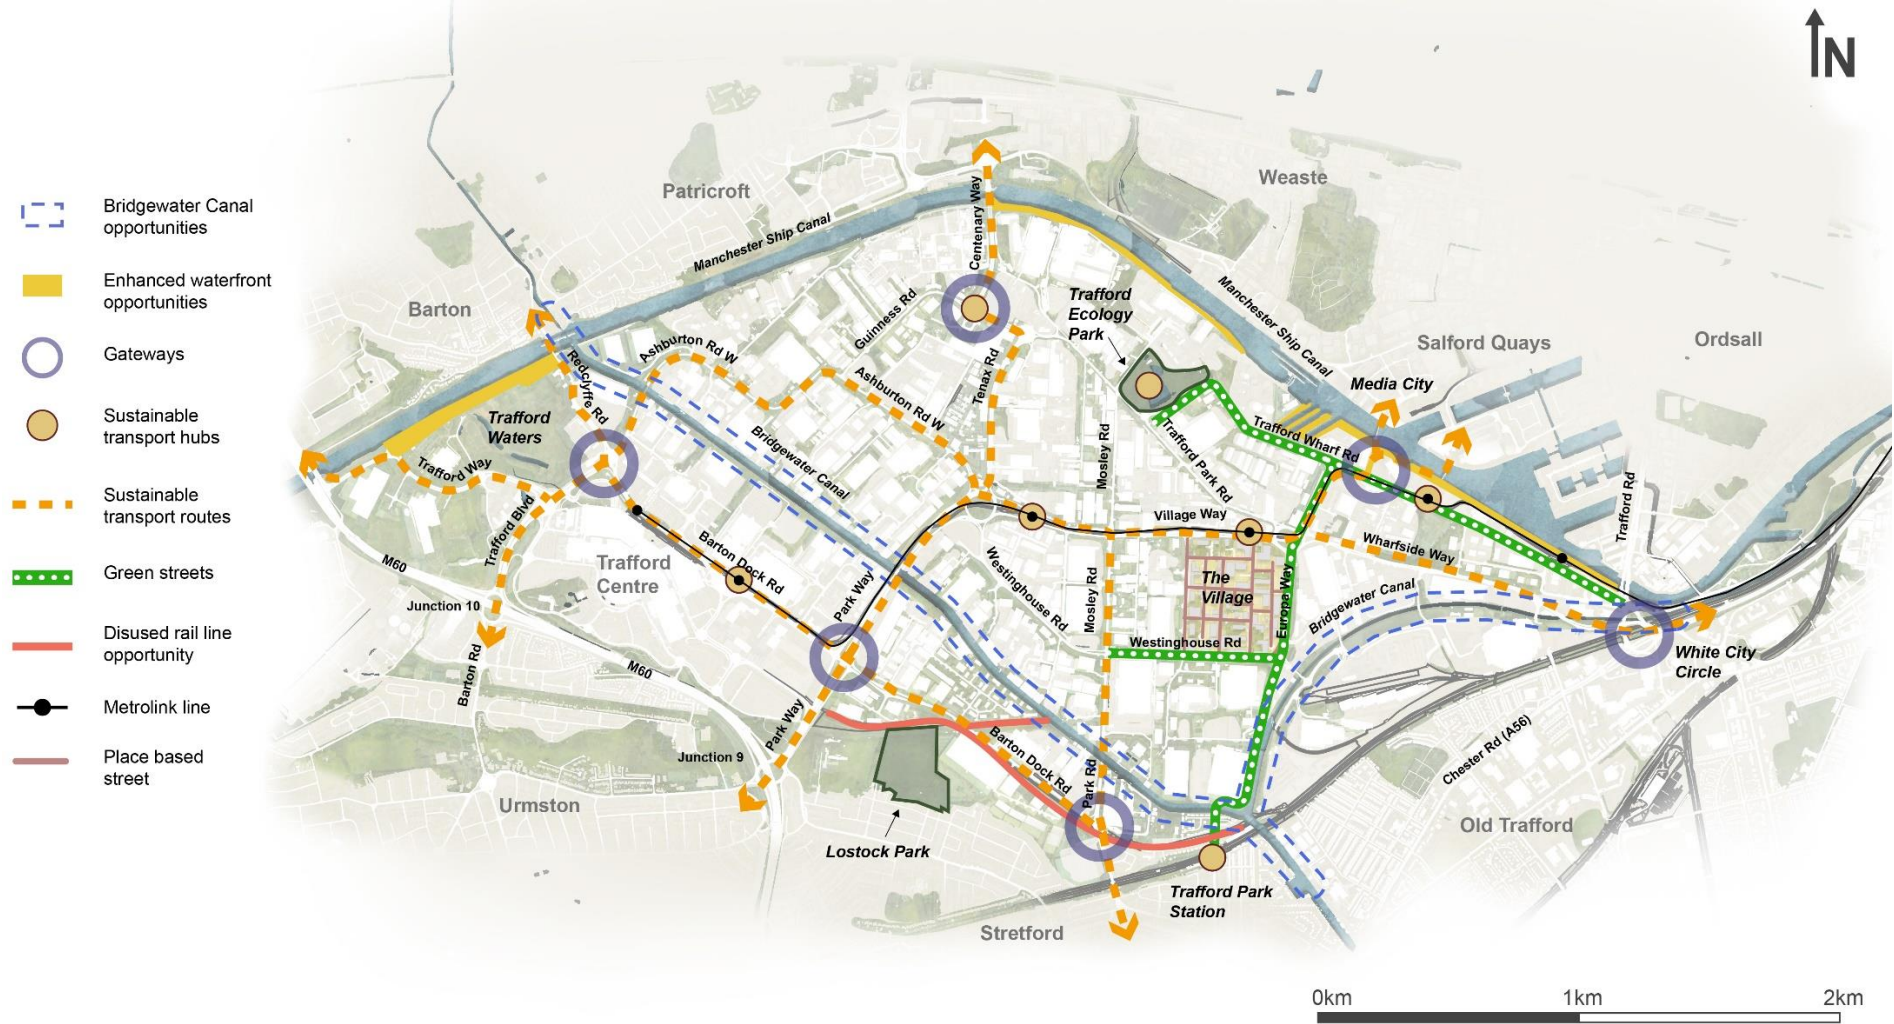 N
Bridgewater Canal
opportunities
Enhanced waterfront
opportunities
Gateways
Sustainable
transport hubs
Sustainable
transport routes
Green streets
Disused rail line
opportunity
Metrolink line
Place based
street
Patricroft
Weaste
Barton
Salford Quays
Ordsall
Manchester Ship Canal
Centenary Way
Manchester Ship Canal
Guinness Rd
Trafford
Ecology
Park
Media City
Redclyffe Rd
Ashburton Rd W
Ashburton Rd W
Tenax Rd
Trafford
Waters
Trafford Way
Trafford Blvd
Bridgewater Canal
Mosley Rd
Trafford Park Rd
Trafford Wharf Rd
Trafford Rd
Village Way
Wharfside Way
M60
Trafford
Centre
Barton Dock Rd
Park Way
Westinghouse Rd
Mosley Rd
The
Village
Europa Way
Bridgewater Canal
Junction 10
Westinghouse Rd
White City
Circle
Barton Rd
M60
Park Way
Junction 9
Barton Dock Rd
Park Rd
Chester Rd (A56)
Urmston
Lostock Park
Old Trafford
Trafford Park
Station
Stretford
0km
1km
2km